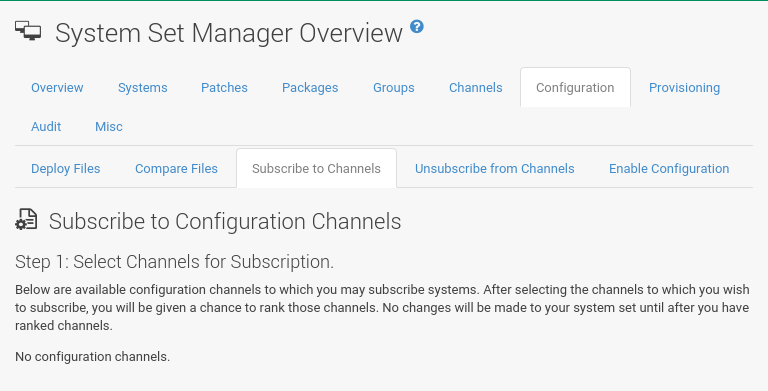 System Set Manager Overview ?
Overview Systems Patches Packages Groups Channels Configuration Provisioning
Audit Misc
Deploy Files Compare Files Subscribe to Channels Unsubscribe from Channels Enable Configuration
Subscribe to Configuration Channels
Step 1: Select Channels for Subscription.
Below are available configuration channels to which you may subscribe systems. After selecting the channels to which you wish
to subscribe, you will be given a chance to rank those channels. No changes will be made to your system set until after you have
ranked channels.
No configuration channels.